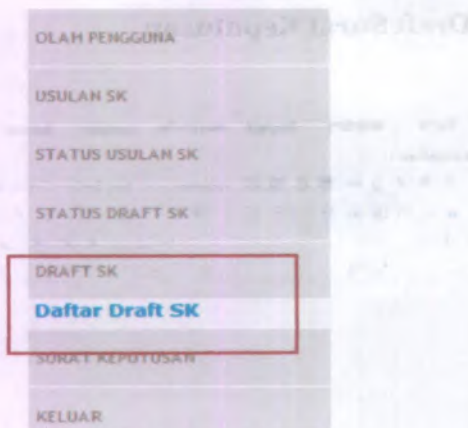 OLAH PENGGUNA
USULAN SK
STATUS USULAN SK
STATUS DRAFT SK
DRAFT SK
Daftar Draft SK
SURAT KEPUTUSAN
KELUAR